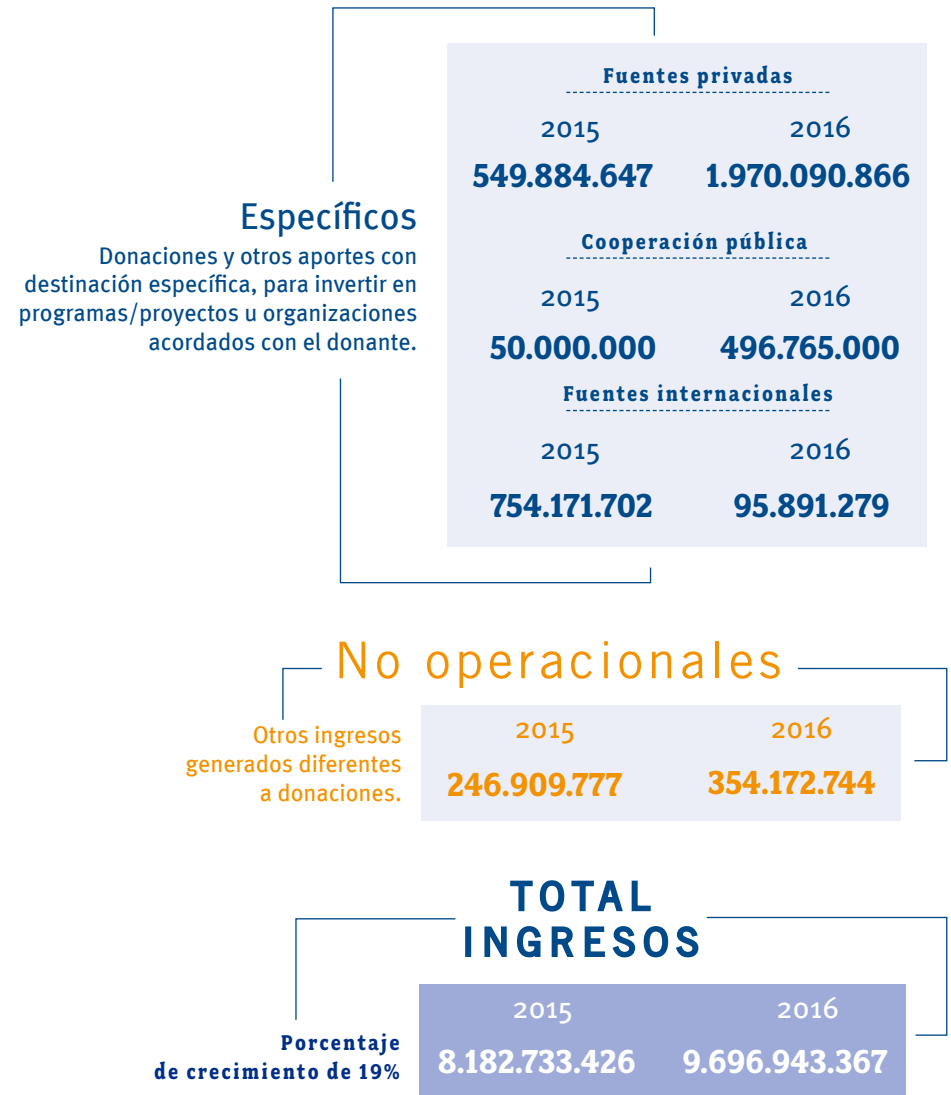 Fuentes privadas
2015 2016
549.884.647 1.970.090.866
Específicos
Donaciones y otros aportes con
destinación específica, para invertir en
programas/proyectos u organizaciones
acordados con el donante.
Cooperación pública
2015 2016
50.000.000 496.765.000
Fuentes internacionales
2015 2016
754.171.702 95.891.279
No operacionales
Otros ingresos
generados diferentes
a donaciones.
2015 2016
246.909.777 354.172.744
TOTAL
INGRESOS
Porcentaje
de crecimiento de 19%
2015 2016
8.182.733.426 9.696.943.367